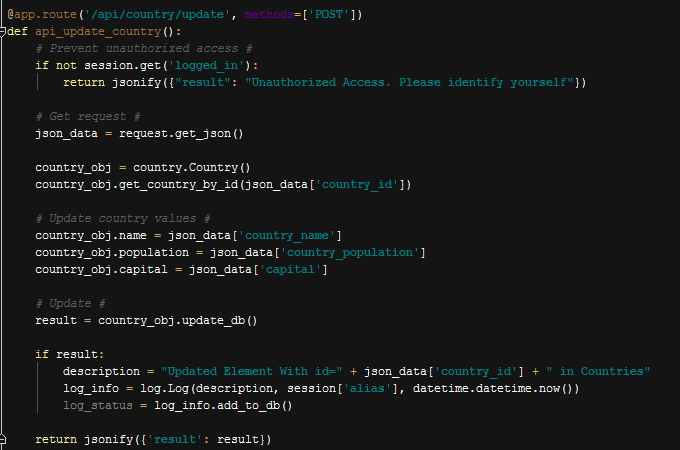 @app.route('/api/country/update', methods=['POST'])
def api_update_country():
    # Prevent unauthorized access #
    if not session.get('logged_in'):
        return jsonify({"result": "Unauthorized Access. Please identify yourself"})
    # Get request #
    json_data = request.get_json()
    country_obj = country.Country()
    country_obj.get_country_by_id(json_data['country_id'])
    # Update country values #
    country_obj.name = json_data['country_name']
    country_obj.population = json_data['country_population']
    country_obj.capital = json_data['capital']
    # Update #
    result = country_obj.update_db()
    if result:
        description = "Updated Element With id=" + json_data['country_id'] + " in Countries"
        log_info = log.Log(description, session['alias'], datetime.datetime.now())
        log_status = log_info.add_to_db()
    return jsonify({'result': result})